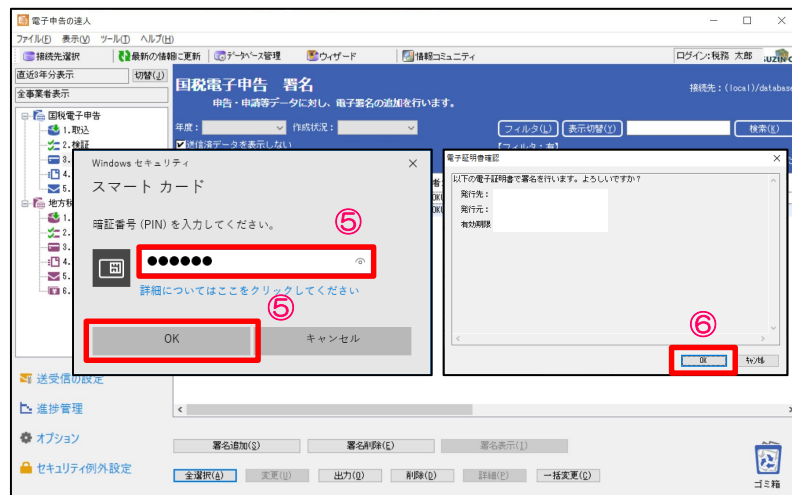 電子申告の達人
ファイル(F) 表示(V) ツール(T) ヘルプ(H)
接続先選択 最新の情報に更新 データベース管理 ウィザード 情報コミュニティ ログイン:税務 太郎
直近3年分表示 切替(J)
全事業者表示
国税電子申告 署名
申告・申請等データに対し、電子署名の追加を行います。
接続先：(local)/database
国税電子申告
1.取込
2.検証
3.
4.
5.
地方税
1.
2.
3.
4.
5.
6.
年度： 作成状況： フィルタ(L) 表示切替(Y) 検索(K)
送信済データを表示しない 【フィルタ：有】
Windows セキュリティ
スマート カード
暗証番号 (PIN) を入力してください。
⑤
●●●●●●
詳細についてはここをクリックしてください
⑤
OK キャンセル
電子証明書確認
以下の電子証明書で署名を行います。よろしいですか？
発行先：
発行元：
有効期限
⑥
OK キャンセル
送受信の設定
進捗管理
オプション
セキュリティ例外設定
署名追加(S) 署名削除(E) 署名表示(I)
全選択(A) 変更(U) 出力(O) 削除(D) 詳細(P) 一括変更(C)
ゴミ箱